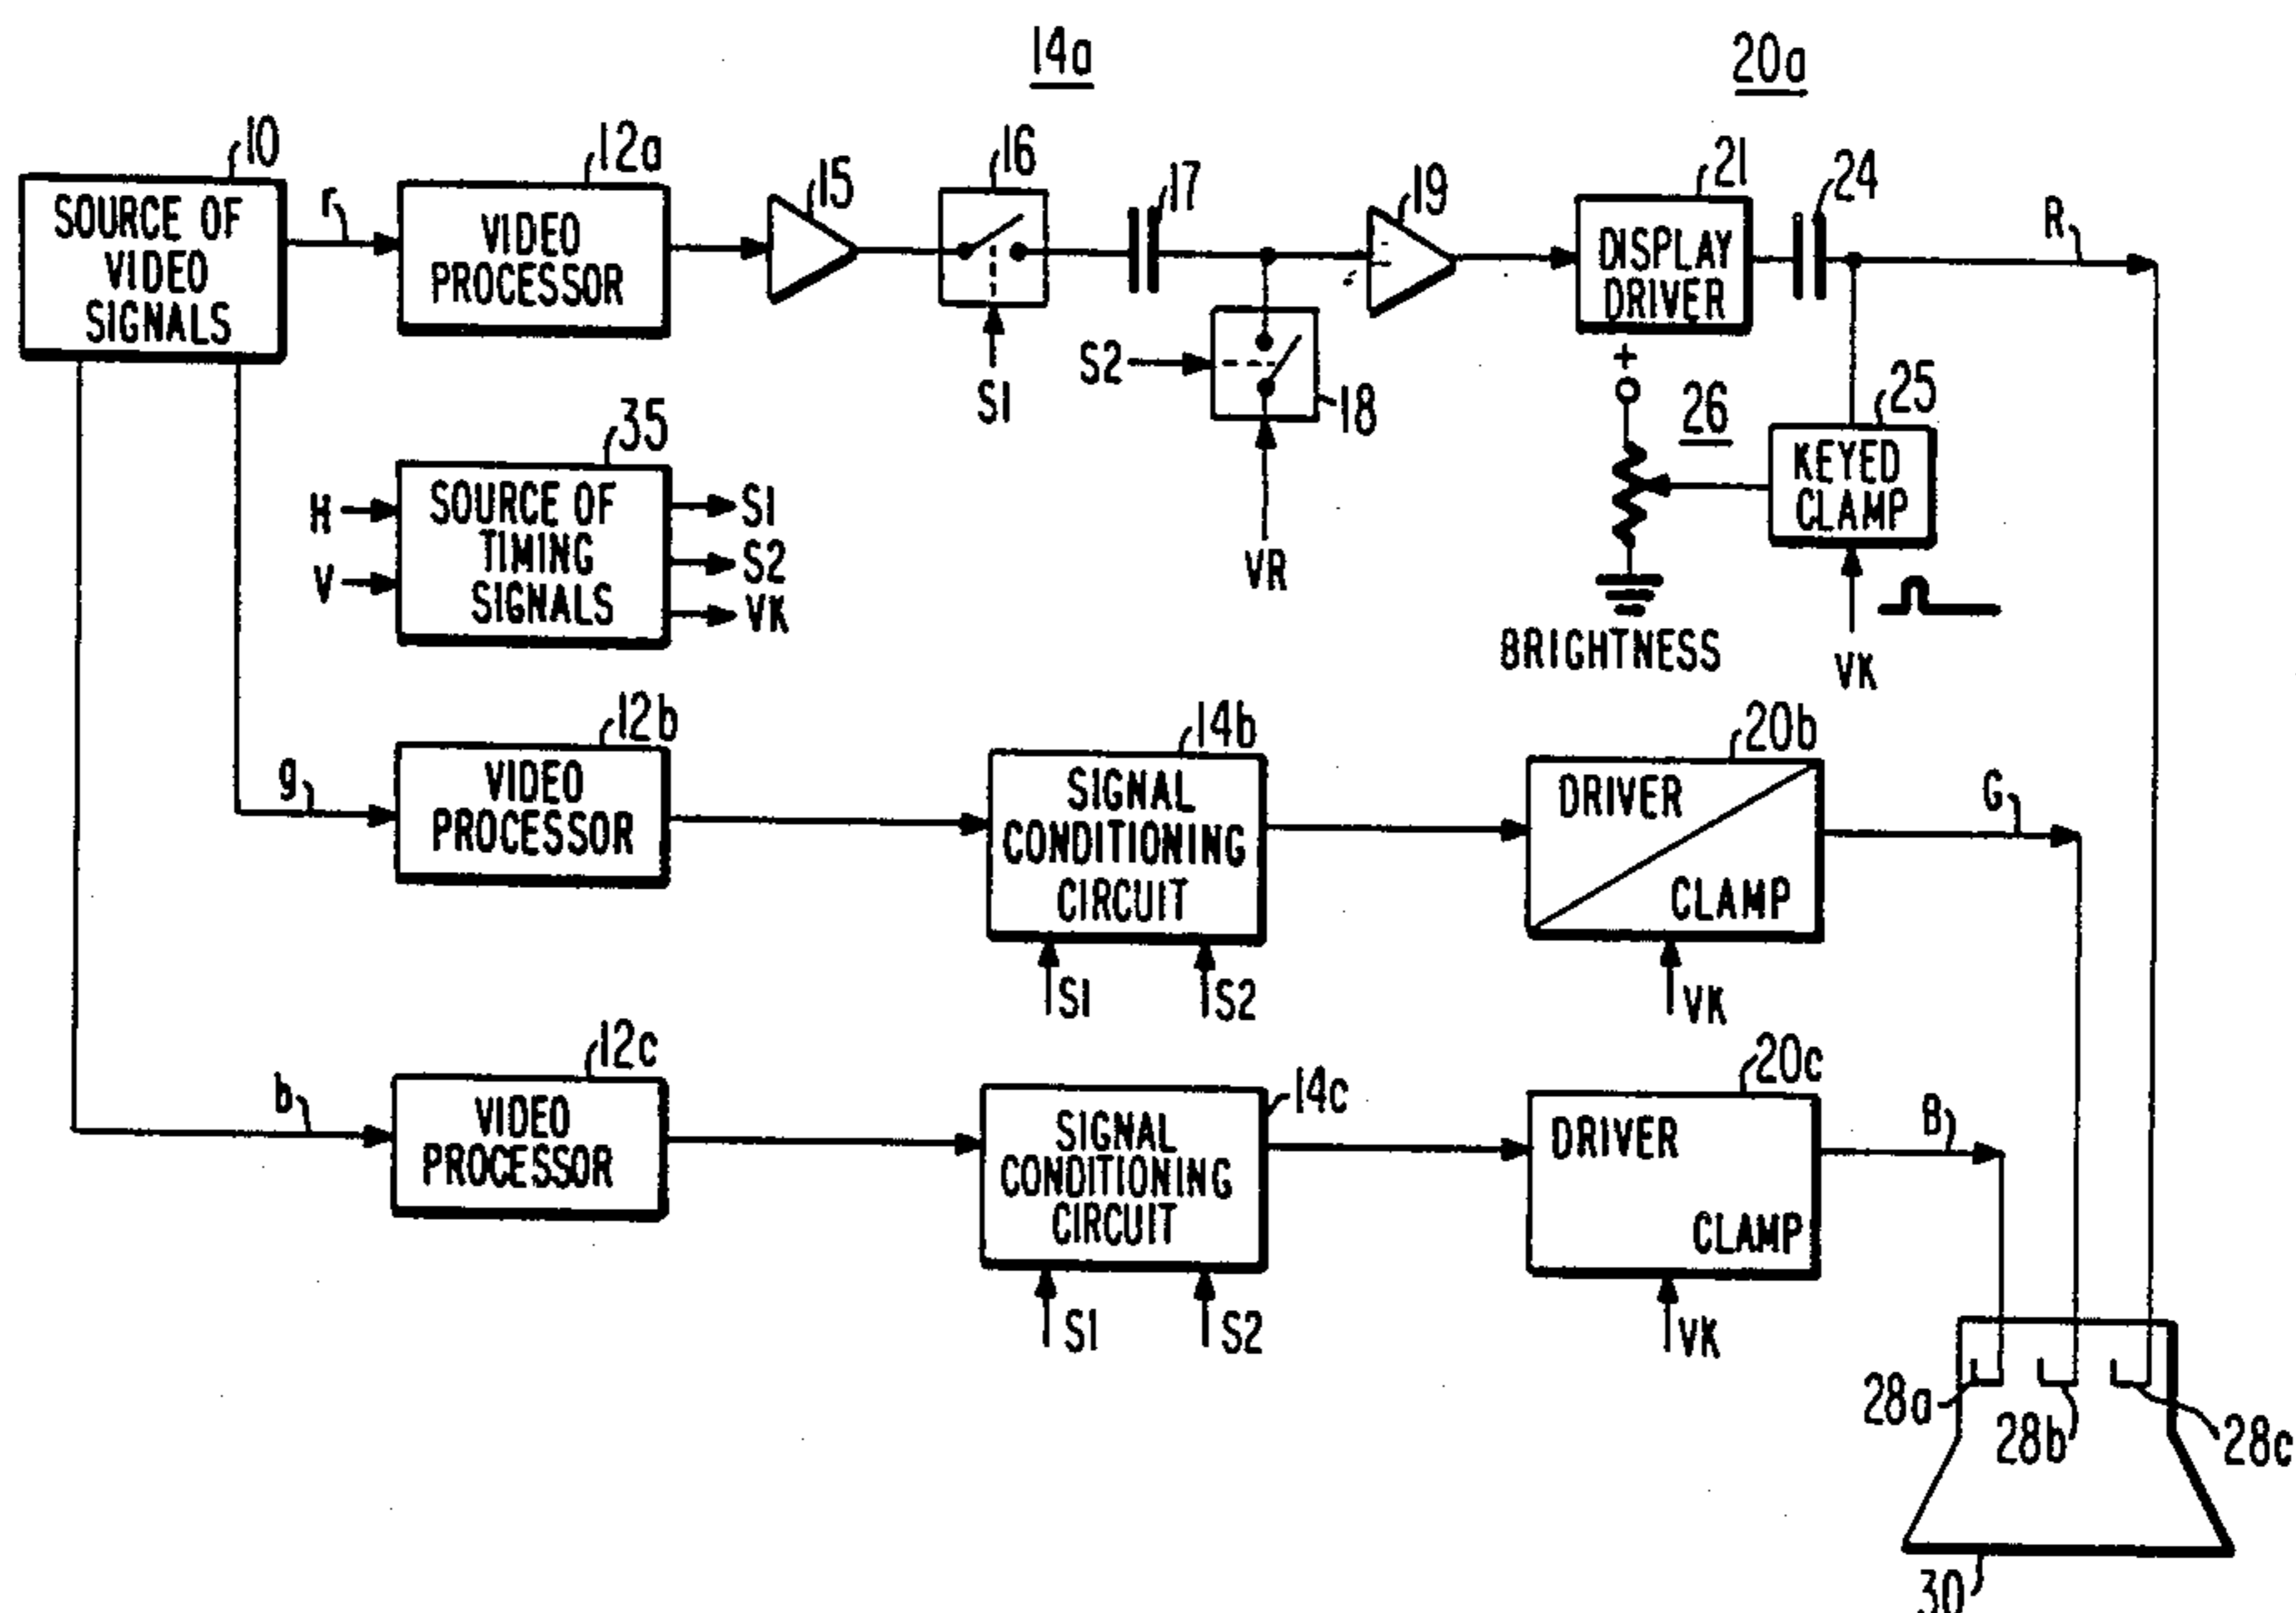 14a
20a
10
12a
15
16
17
19
21
24
SOURCE OF
VIDEO
SIGNALS
r
VIDEO
PROCESSOR
DISPLAY
DRIVER
R
S1
S2
18
VR
+
26
25
KEYED
CLAMP
BRIGHTNESS
VK
35
H
V
SOURCE OF
TIMING
SIGNALS
S1
S2
VK
12b
14b
20b
g
VIDEO
PROCESSOR
SIGNAL
CONDITIONING
CIRCUIT
DRIVER
CLAMP
G
S1
S2
VK
12c
14c
20c
b
VIDEO
PROCESSOR
SIGNAL
CONDITIONING
CIRCUIT
DRIVER
CLAMP
B
S1
S2
VK
28a
28b
28c
30